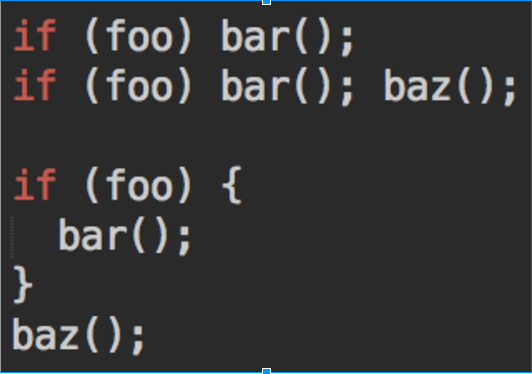 if (foo) bar();
if (foo) bar(); baz();

if (foo) {
  bar();
}
baz();